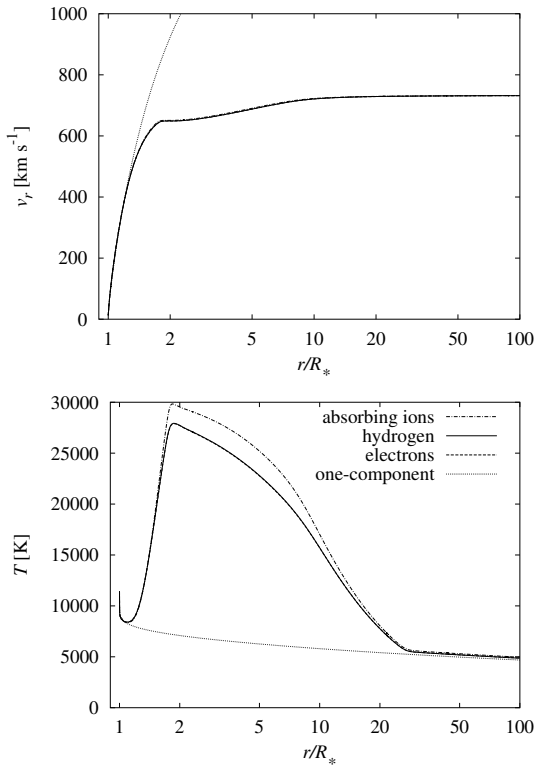 1000
800
600
400
200
0
v_r [km s⁻¹]
1 2 5 10 20 50 100
r/R_*
30000
25000
20000
15000
10000
5000
0
T [K]
absorbing ions
hydrogen
electrons
one-component
1 2 5 10 20 50 100
r/R_*